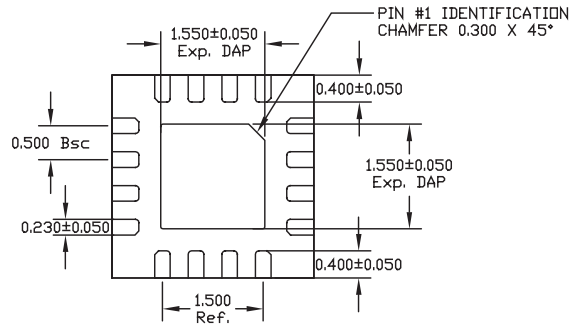 PIN #1 IDENTIFICATION
CHAMFER 0.300 X 45°
1.550±0.050
Exp. DAP
0.400±0.050
0.500 Bsc
1.550±0.050
Exp. DAP
0.230±0.050
0.400±0.050
1.500
Ref.